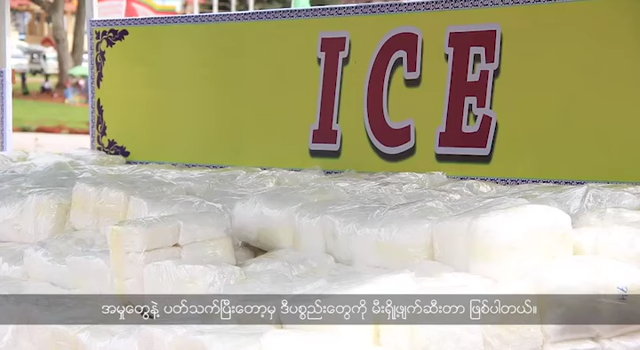 ICE
အမှုတွေနဲ့ ပတ်သက်ပြီးတော့မှ ဒီပစ္စည်းတွေကို မီးရှို့ဖျက်ဆီးတာ ဖြစ်ပါတယ်။